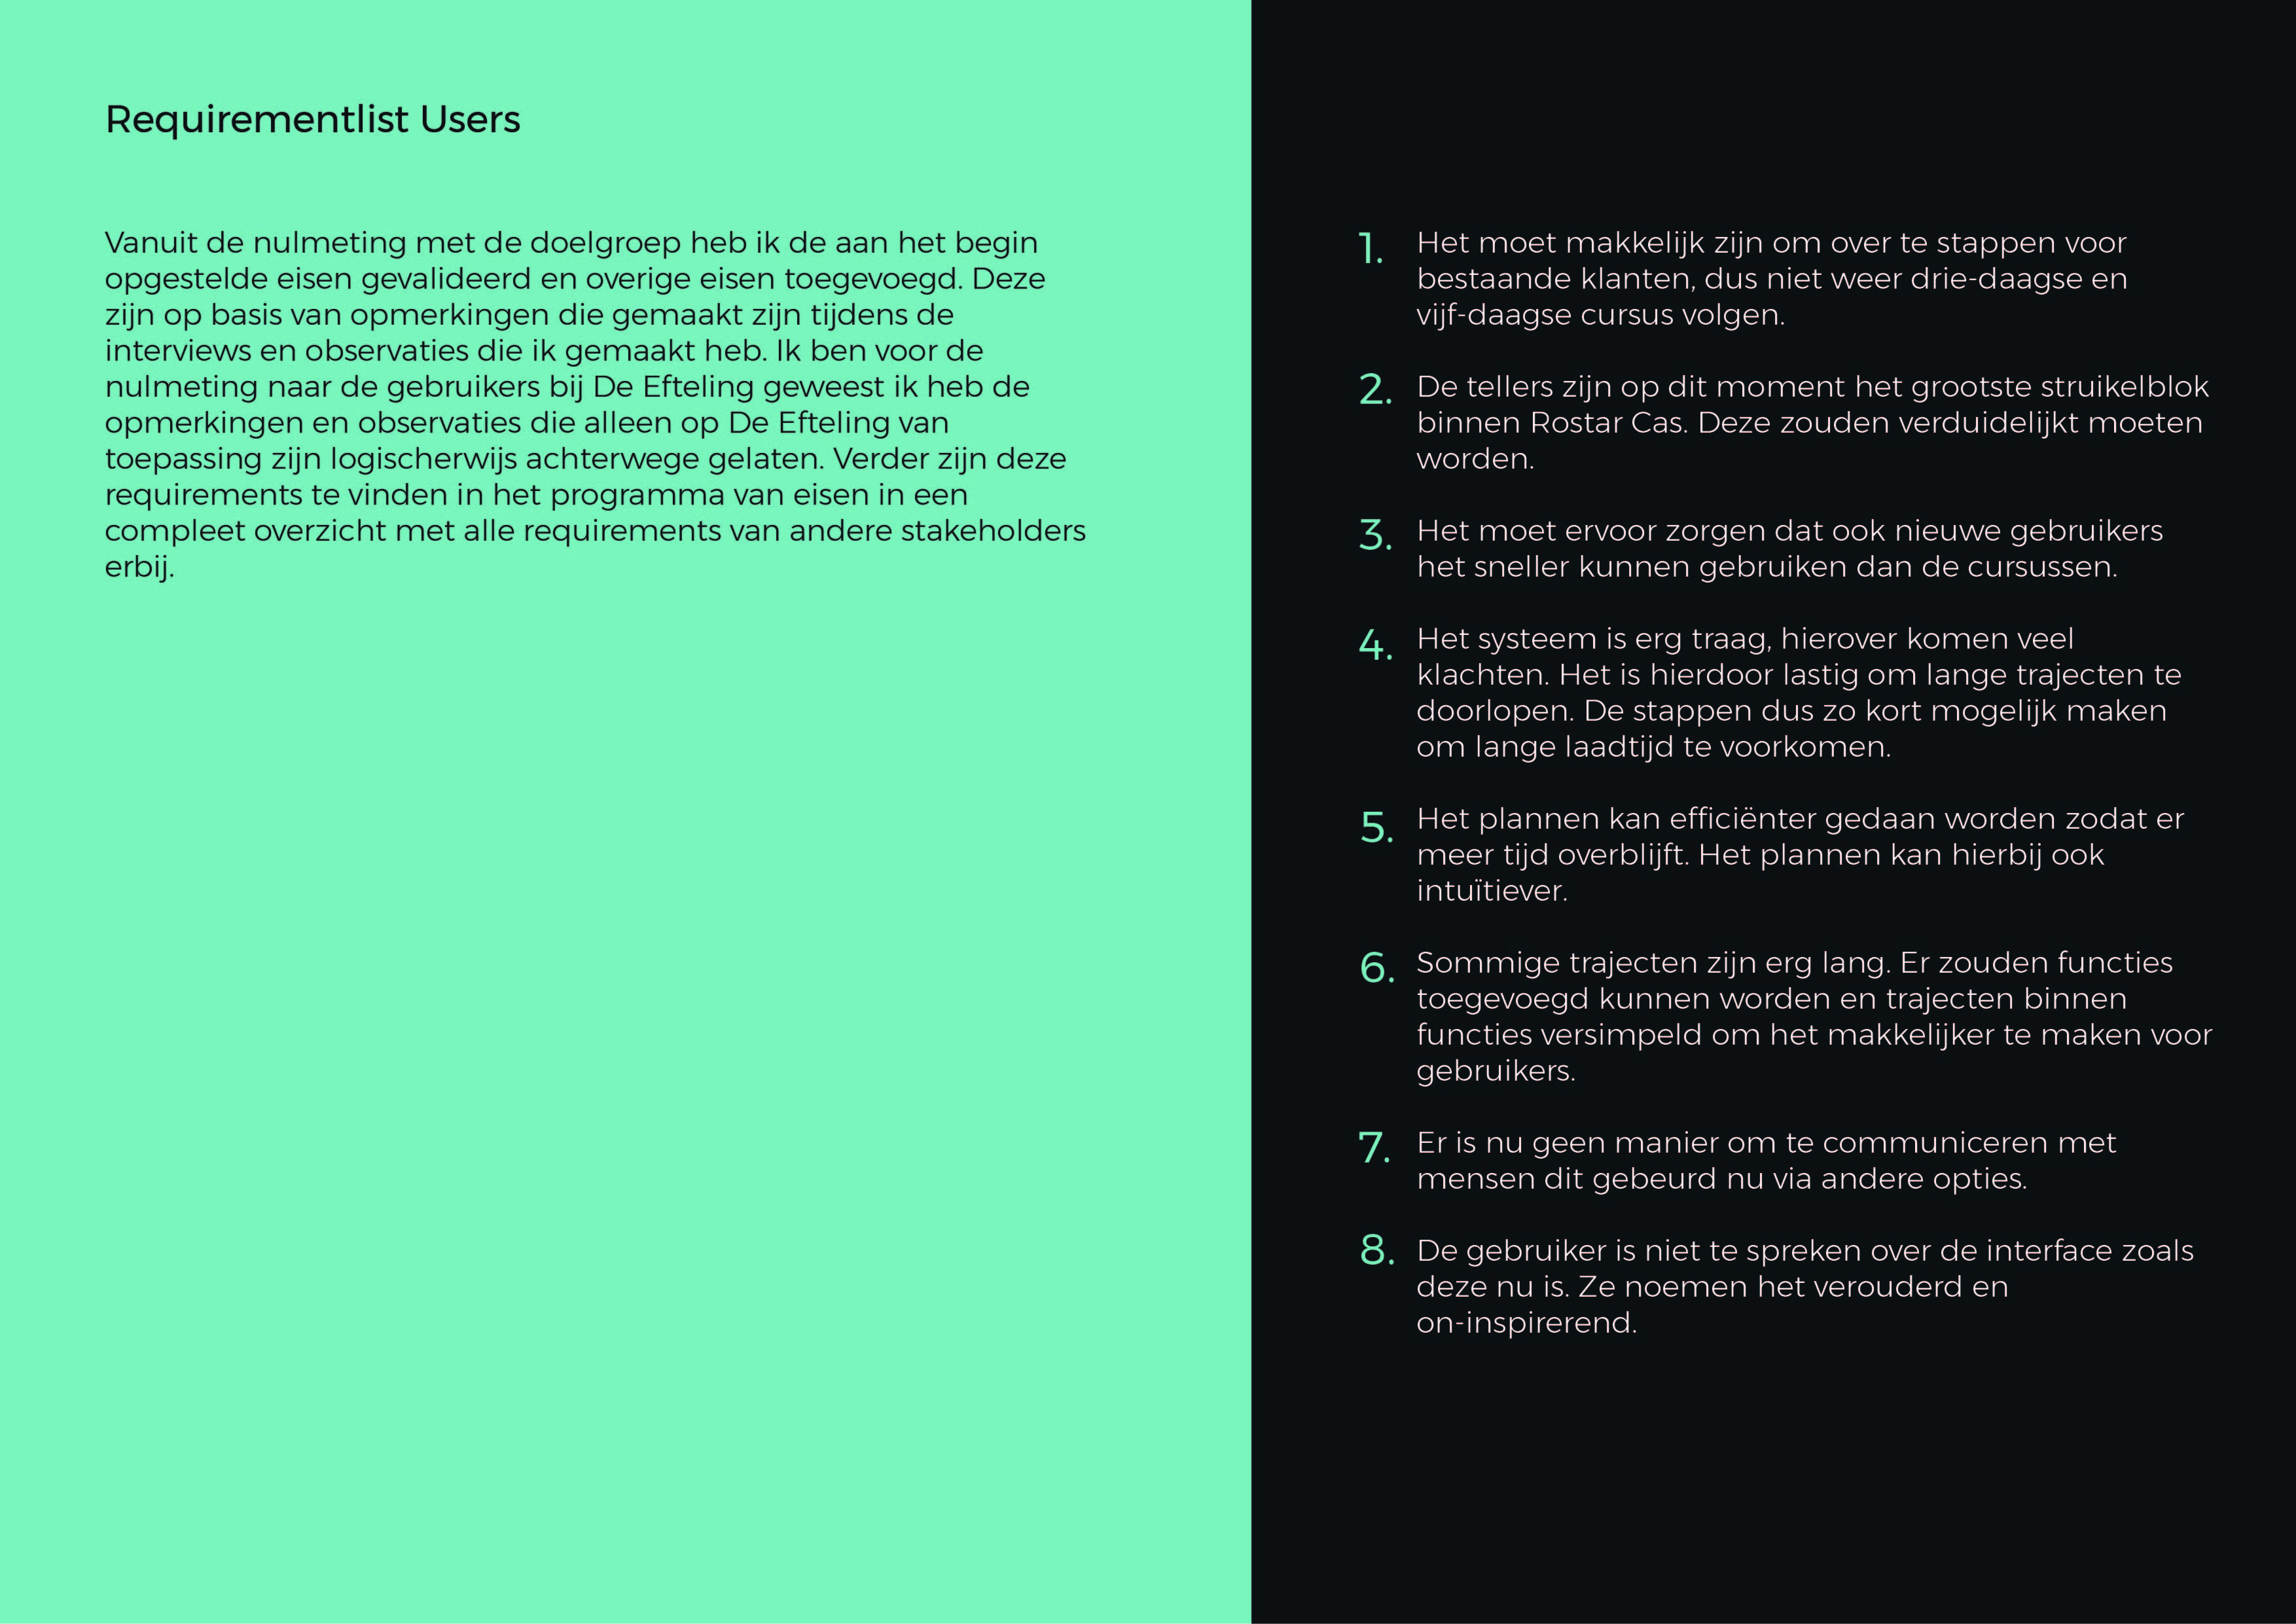 Requirementlist Users
Vanuit de nulmeting met de doelgroep heb ik de aan het begin
opgestelde eisen gevalideerd en overige eisen toegevoegd. Deze
zijn op basis van opmerkingen die gemaakt zijn tijdens de
interviews en observaties die ik gemaakt heb. Ik ben voor de
nulmeting naar de gebruikers bij De Efteling geweest ik heb de
opmerkingen en observaties die alleen op De Efteling van
toepassing zijn logischerwijs achterwege gelaten. Verder zijn deze
requirements te vinden in het programma van eisen in een
compleet overzicht met alle requirements van andere stakeholders
erbij.
1. Het moet makkelijk zijn om over te stappen voor
bestaande klanten, dus niet weer drie-daagse en
vijf-daagse cursus volgen.
2. De tellers zijn op dit moment het grootste struikelblok
binnen Rostar Cas. Deze zouden verduidelijkt moeten
worden.
3. Het moet ervoor zorgen dat ook nieuwe gebruikers
het sneller kunnen gebruiken dan de cursussen.
4. Het systeem is erg traag, hierover komen veel
klachten. Het is hierdoor lastig om lange trajecten te
doorlopen. De stappen dus zo kort mogelijk maken
om lange laadtijd te voorkomen.
5. Het plannen kan efficiënter gedaan worden zodat er
meer tijd overblijft. Het plannen kan hierbij ook
intuïtiever.
6. Sommige trajecten zijn erg lang. Er zouden functies
toegevoegd kunnen worden en trajecten binnen
functies versimpeld om het makkelijker te maken voor
gebruikers.
7. Er is nu geen manier om te communiceren met
mensen dit gebeurd nu via andere opties.
8. De gebruiker is niet te spreken over de interface zoals
deze nu is. Ze noemen het verouderd en
on-inspirerend.